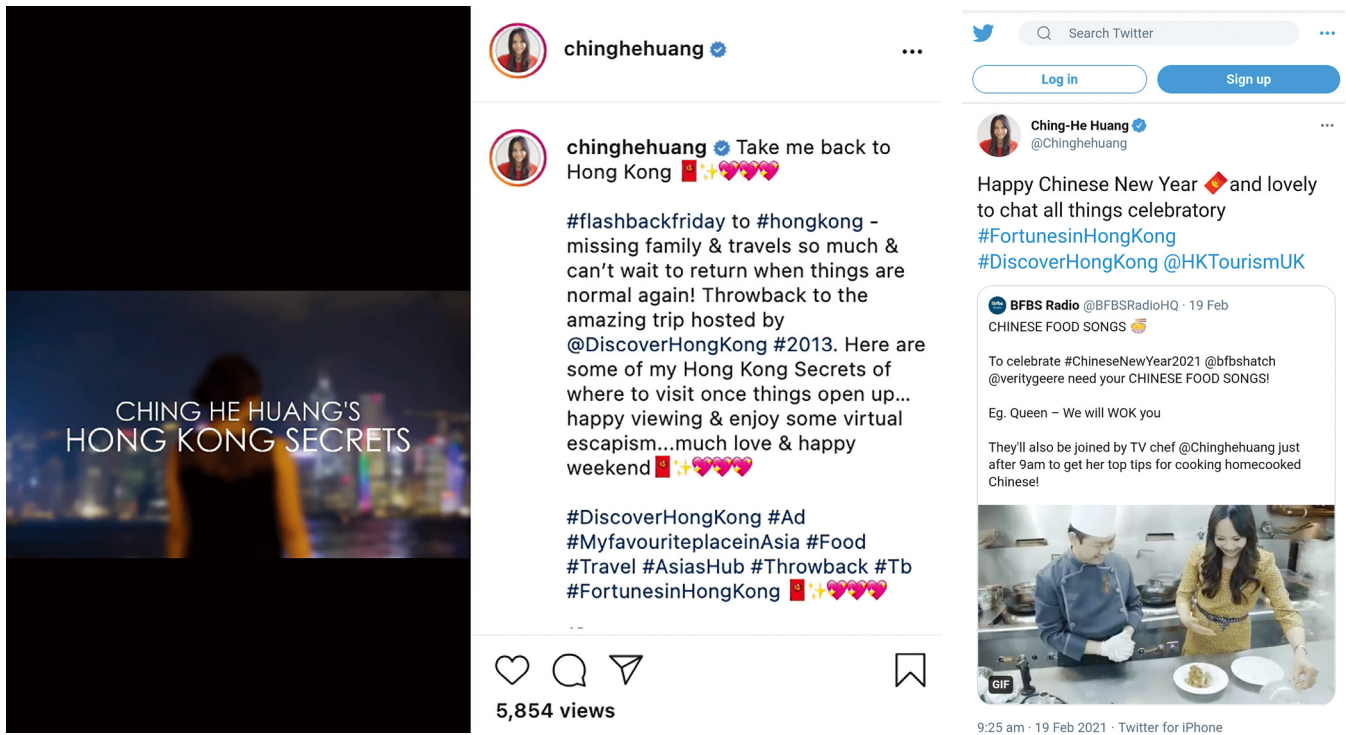 CHING HE HUANG'S
HONG KONG SECRETS
chinghehuang
chinghehuang Take me back to
Hong Kong 🧧✨💖💖💖
#flashbackfriday to #hongkong -
missing family & travels so much &
can't wait to return when things are
normal again! Throwback to the
amazing trip hosted by
@DiscoverHongKong #2013. Here are
some of my Hong Kong Secrets of
where to visit once things open up...
happy viewing & enjoy some virtual
escapism...much love & happy
weekend🧧✨💖💖💖
#DiscoverHongKong #Ad
#MyfavouriteplaceinAsia #Food
#Travel #AsiasHub #Throwback #Tb
#FortunesinHongKong 🧧✨💖💖💖
5,854 views
Search Twitter
Log in
Sign up
Ching-He Huang
@Chinghehuang
Happy Chinese New Year 🧧and lovely
to chat all things celebratory
#FortunesinHongKong
#DiscoverHongKong @HKTourismUK
BFBS Radio @BFBSRadioHQ · 19 Feb
CHINESE FOOD SONGS 🍜
To celebrate #ChineseNewYear2021 @bfbshatch
@veritygeere need your CHINESE FOOD SONGS!
Eg. Queen – We will WOK you
They'll also be joined by TV chef @Chinghehuang just
after 9am to get her top tips for cooking homecooked
Chinese!
GIF
9:25 am · 19 Feb 2021 · Twitter for iPhone